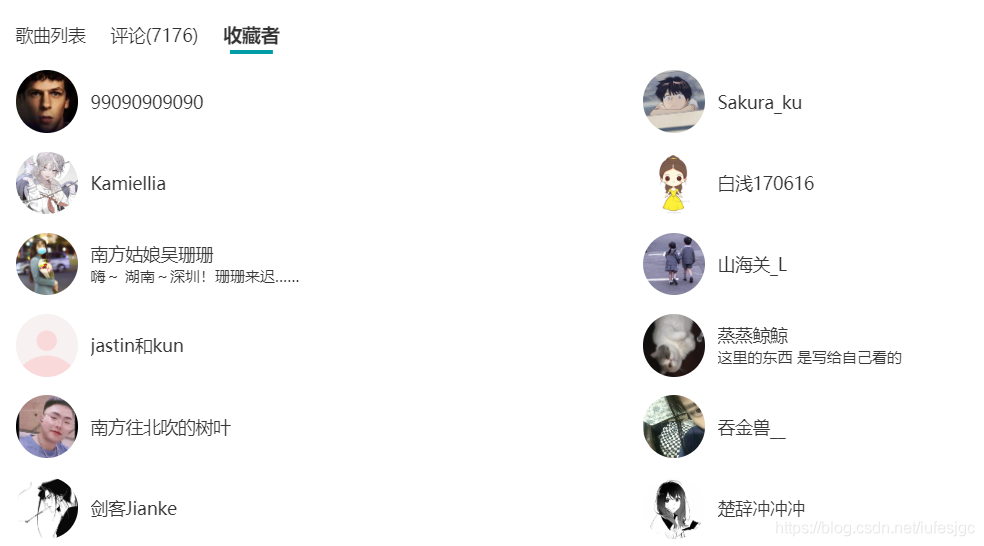 歌曲列表 评论(7176) 收藏者
99090909090 Sakura_ku
Kamiellia 白浅170616
南方姑娘吴珊珊 山海关_L
嗨～ 湖南～深圳！珊珊来迟......
jastin和kun 蒸蒸鲸鲸
这里的东西 是写给自己看的
南方往北吹的树叶 吞金兽__
剑客Jianke 楚辞冲冲冲
https://blog.csdn.net/iufesjgc